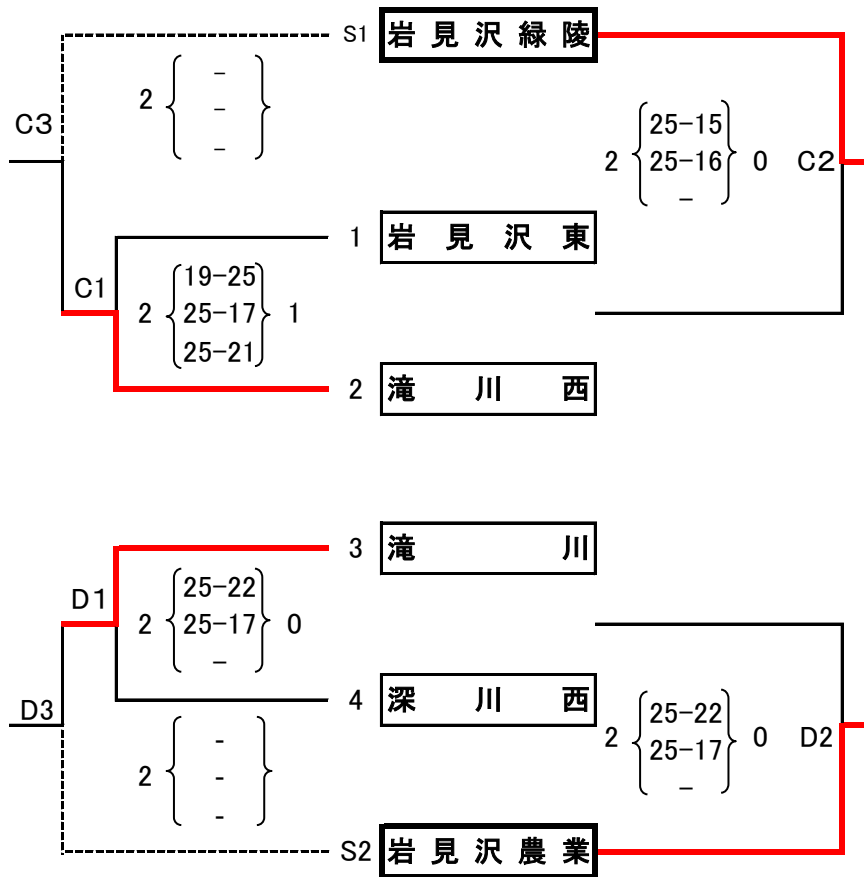 S1 岩見沢緑陵
2 { - }
-
-
C3
25-15
2 { 25-16 } 0 C2
-
1 岩見沢東
C1
19-25
2 { 25-17 } 1
25-21
2 滝川西
3 滝川
D1
25-22
2 { 25-17 } 0
-
4 深川西
D3
-
2 { - }
-
25-22
2 { 25-17 } 0 D2
-
S2 岩見沢農業